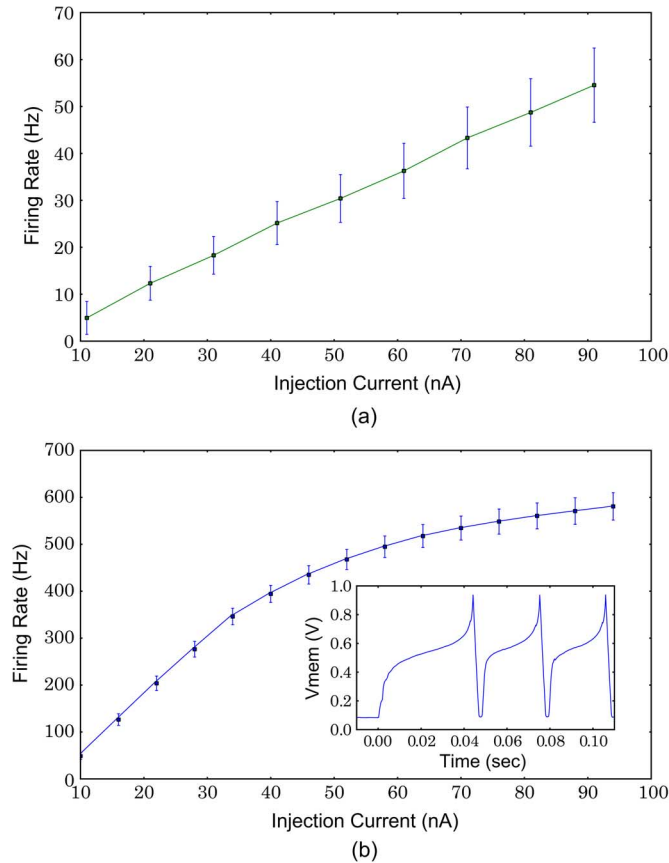 70
60
50
40
30
20
10
0
Firing Rate (Hz)
10 20 30 40 50 60 70 80 90 100
Injection Current (nA)
(a)
700
600
500
400
300
200
100
0
Firing Rate (Hz)
1.0
0.8
0.6
0.4
0.2
0.0
Vmem (V)
0.00 0.02 0.04 0.06 0.08 0.10
Time (sec)
10 20 30 40 50 60 70 80 90 100
Injection Current (nA)
(b)